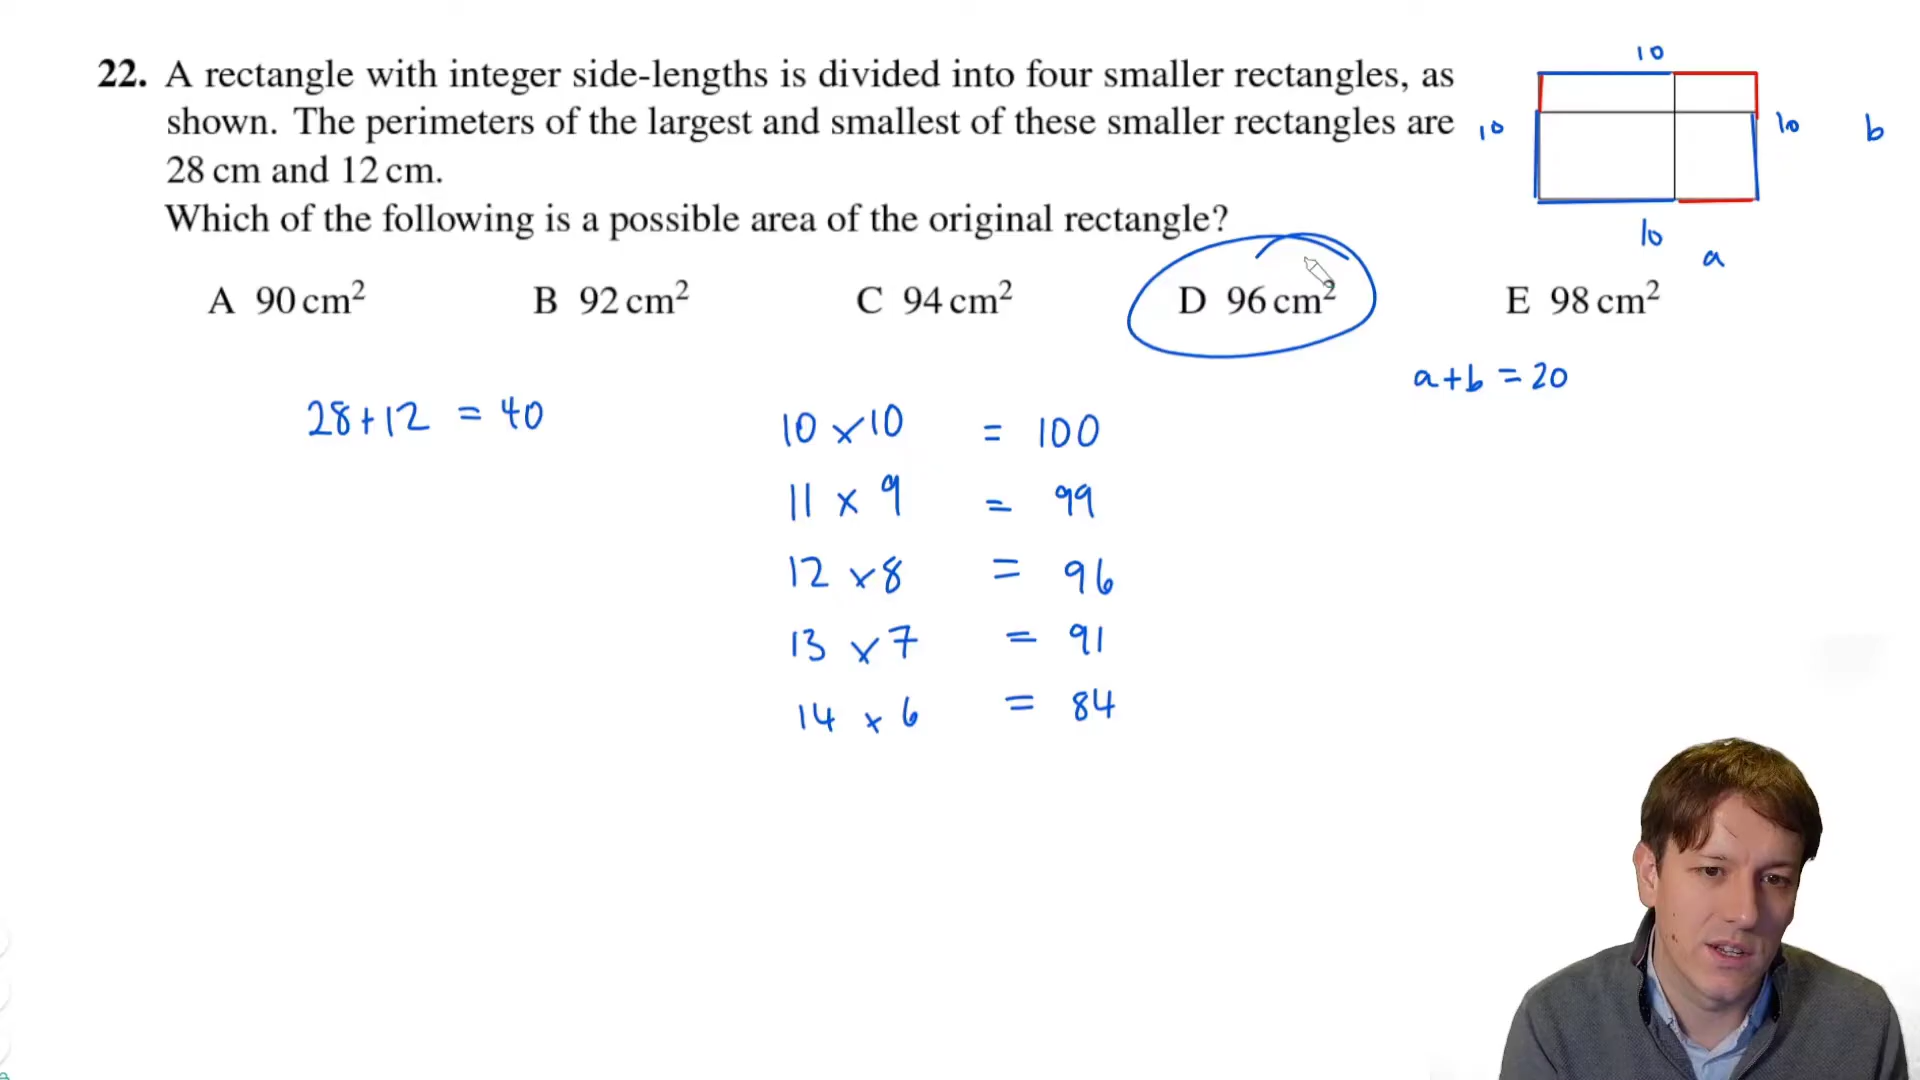 22. A rectangle with integer side-lengths is divided into four smaller rectangles, as
shown. The perimeters of the largest and smallest of these smaller rectangles are
28 cm and 12 cm.
Which of the following is a possible area of the original rectangle?
A 90 cm²
B 92 cm²
C 94 cm²
D 96 cm²
E 98 cm²
10
10
10
b
10
a
a+b = 20
28+12 = 40
10 × 10 = 100
11 × 9 = 99
12 × 8 = 96
13 × 7 = 91
14 × 6 = 84